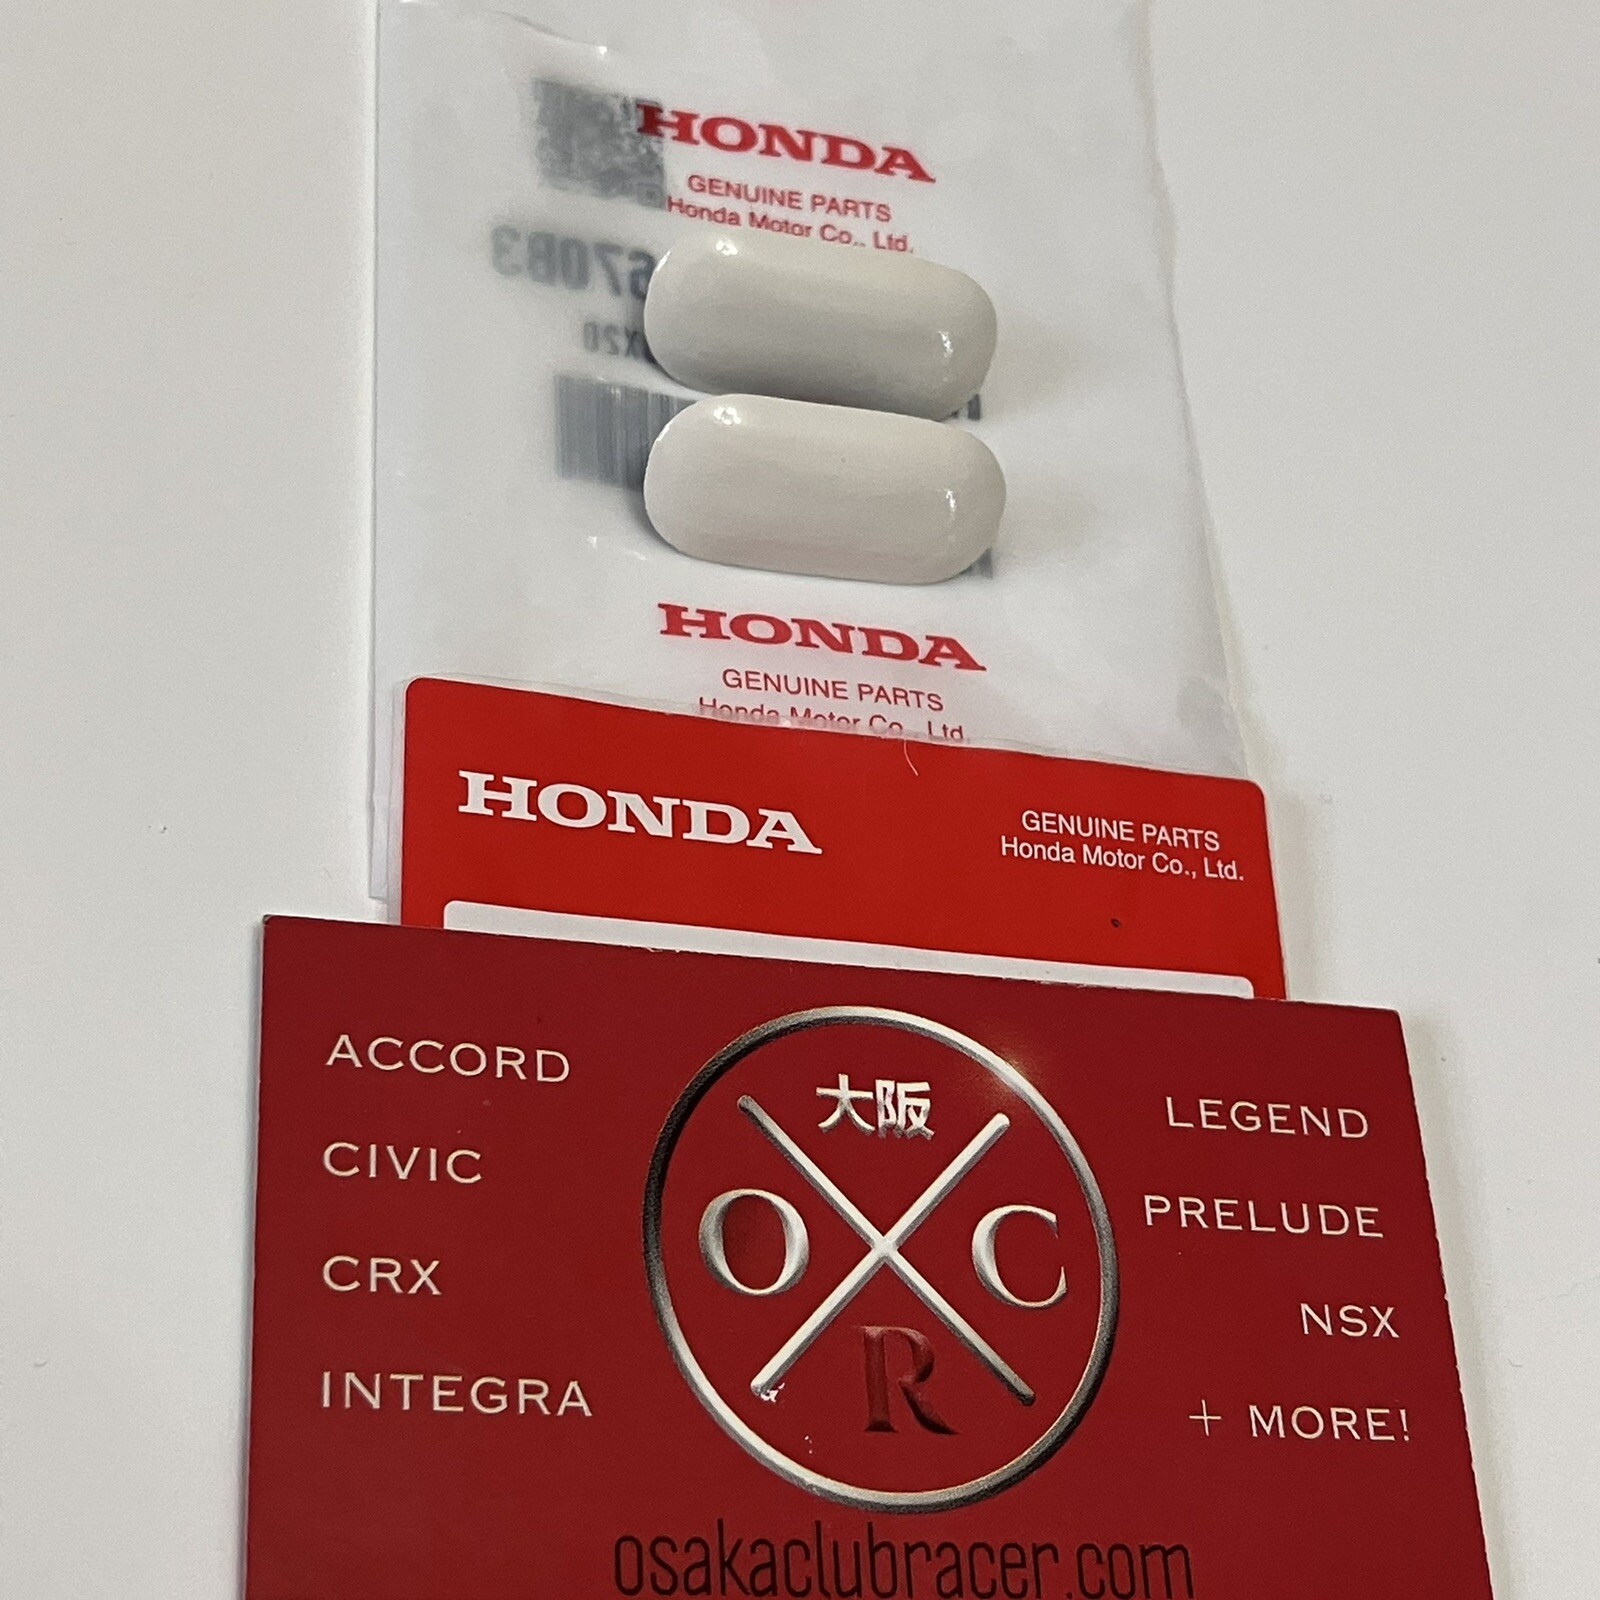 HONDA
GENUINE PARTS
Honda Motor Co., Ltd.
670B3
HONDA
GENUINE PARTS
Honda Motor Co., Ltd.
HONDA
GENUINE PARTS
Honda Motor Co., Ltd.
ACCORD
CIVIC
CRX
INTEGRA
大阪
O C
R
LEGEND
PRELUDE
NSX
+ MORE!
osakaclubracer.com